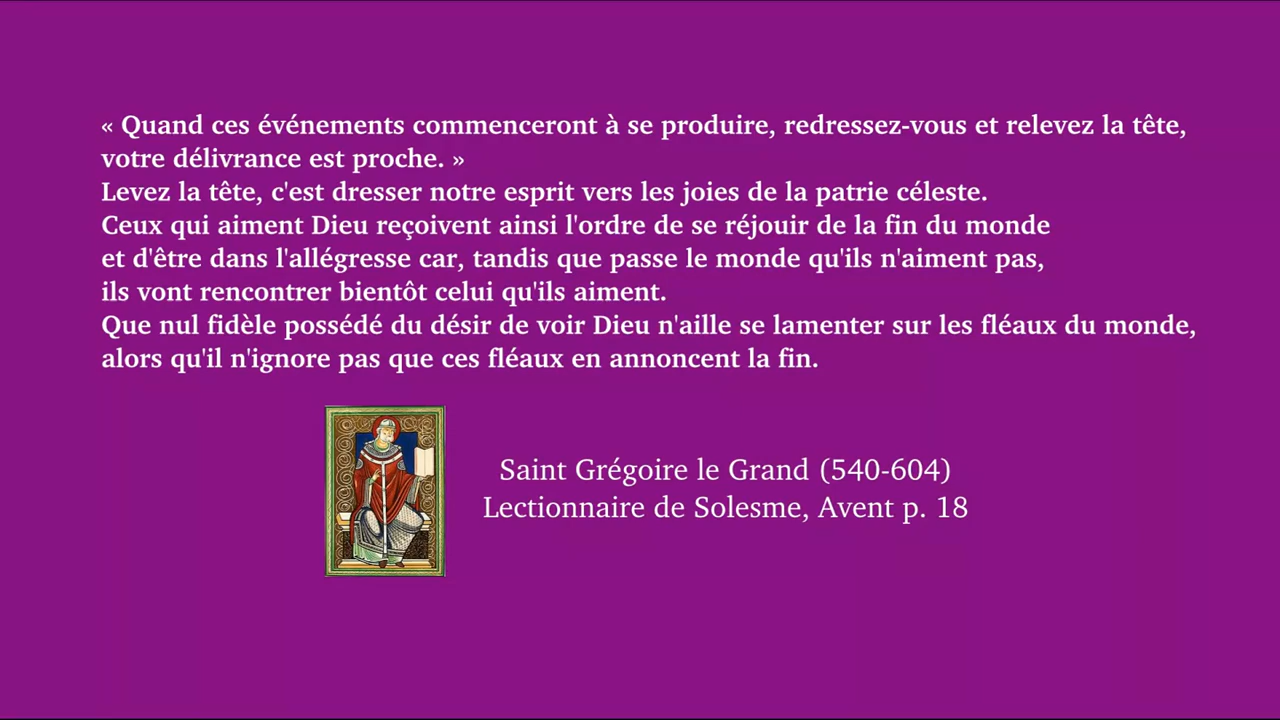 « Quand ces événements commenceront à se produire, redressez-vous et relevez la tête,
votre délivrance est proche. »
Levez la tête, c'est dresser notre esprit vers les joies de la patrie céleste.
Ceux qui aiment Dieu reçoivent ainsi l'ordre de se réjouir de la fin du monde
et d'être dans l'allégresse car, tandis que passe le monde qu'ils n'aiment pas,
ils vont rencontrer bientôt celui qu'ils aiment.
Que nul fidèle possédé du désir de voir Dieu n'aille se lamenter sur les fléaux du monde,
alors qu'il n'ignore pas que ces fléaux en annoncent la fin.
Saint Grégoire le Grand (540-604)
Lectionnaire de Solesme, Avent p. 18